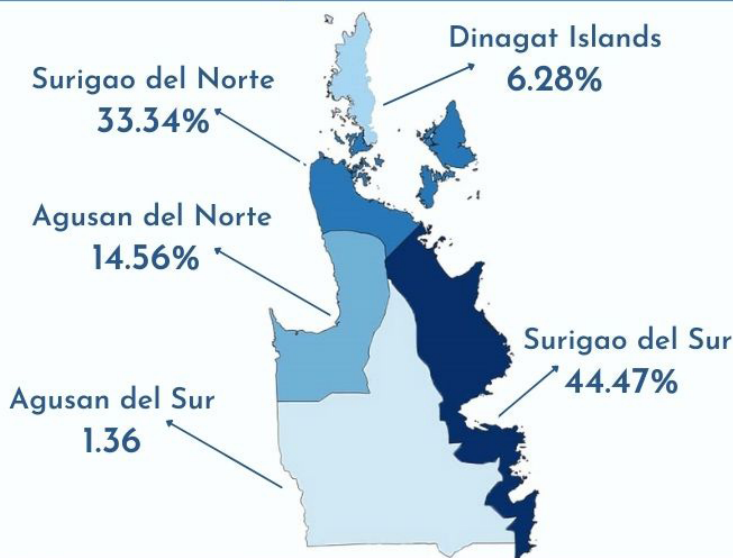 Dinagat Islands
6.28%
Surigao del Norte
33.34%
Agusan del Norte
14.56%
Surigao del Sur
44.47%
Agusan del Sur
1.36